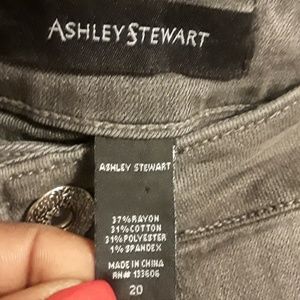 ASHLEY STEWART
ASHLEY STEWART
37%RAYON
31%COTTON
31%POLYESTER
1%SPANDEX
MADE IN CHINA
RN# 133606
20